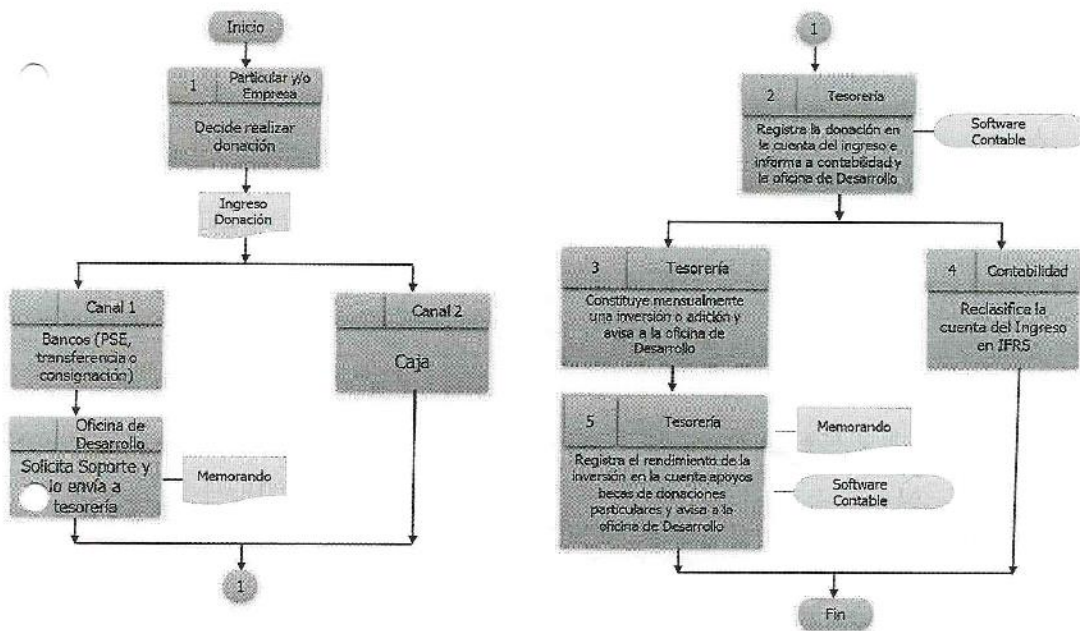 Inicio
1 Particular y/o
Empresa
Decide realizar
donación
Ingreso
Donación
Canal 1
Bancos (PSE,
transferencia o
consignación)
Oficina de
Desarrollo
Solicita Soporte y
lo envía a
tesorería
Memorando
Canal 2
Caja
1
1
2 Tesorería
Registra la donación en
la cuenta del ingreso e
informa a contabilidad y
la oficina de Desarrollo
Software
Contable
3 Tesorería
Constituye mensualmente
una inversión o adición y
avisa a la oficina de
Desarrollo
4 Contabilidad
Reclasifica la
cuenta del Ingreso
en IFRS
5 Tesorería
Registra el rendimiento de la
inversión en la cuenta apoyos
becas de donaciones
particulares y avisa a la
oficina de Desarrollo
Memorando
Software
Contable
Fin